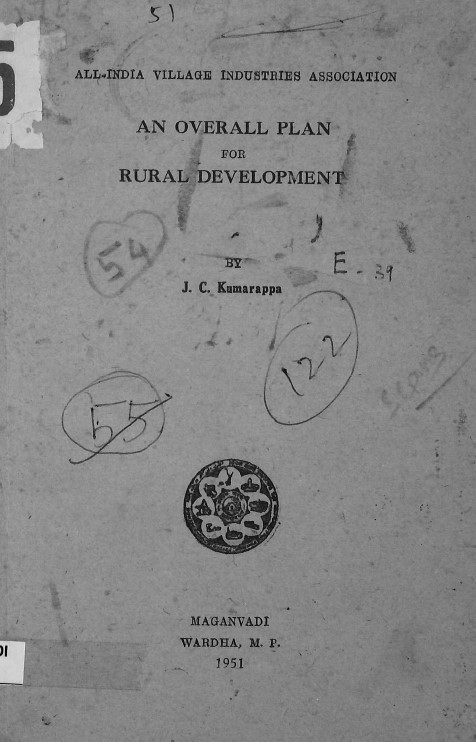 51
5
ALL-INDIA VILLAGE INDUSTRIES ASSOCIATION
AN OVERALL PLAN
FOR
RURAL DEVELOPMENT
54
E. 39
BY
J. C. Kumarappa
122
55
MAGANVADI
WARDHA, M. P.
1951
DI